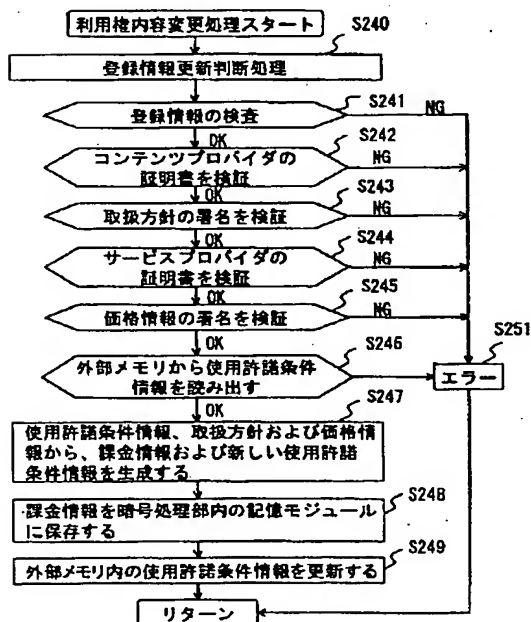 利用権内容変更処理スタート
S240
登録情報更新判断処理
S241
登録情報の検査
NG
OK
S242
コンテンツプロバイダの
証明書を検証
NG
OK
S243
取扱方針の署名を検証
NG
OK
S244
サービスプロバイダの
証明書を検証
NG
OK
S245
価格情報の署名を検証
NG
OK
S246
外部メモリから使用許諾条件
情報を読み出す
S251
エラー
OK
S247
使用許諾条件情報、取扱方針および価格情
報から、課金情報および新しい使用許諾
条件情報を生成する
S248
課金情報を暗号処理部内の記憶モジュール
に保存する
S249
外部メモリ内の使用許諾条件情報を更新する
リターン